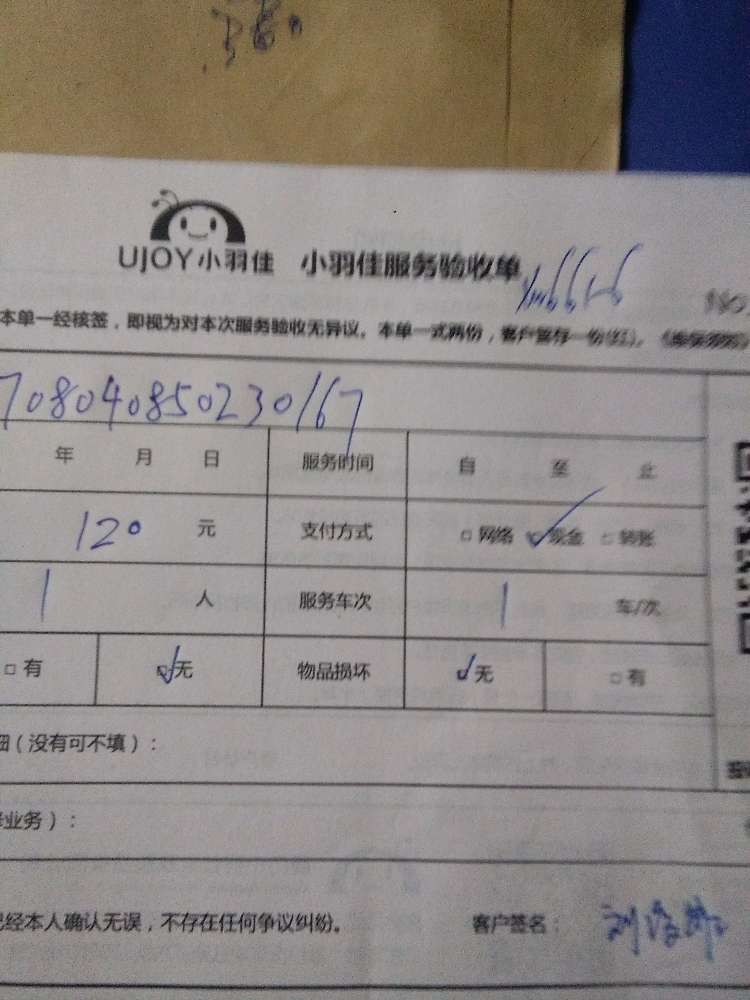 UJOY小羽佳 小羽佳服务验收单
NO.
本单一经核签，即视为对本次服务验收无异议。本单一式两份，客户留存一份(红)。
708040850230167
年 月 日 服务时间 自 至 止
120 元 支付方式 □网络 ☑现金 □转账
1 人 服务车次 1 车/次
□有 ☑无 物品损坏 ☑无 □有
细（没有可不填）：
业务）：
已经本人确认无误，不存在任何争议纠纷。 客户签名：